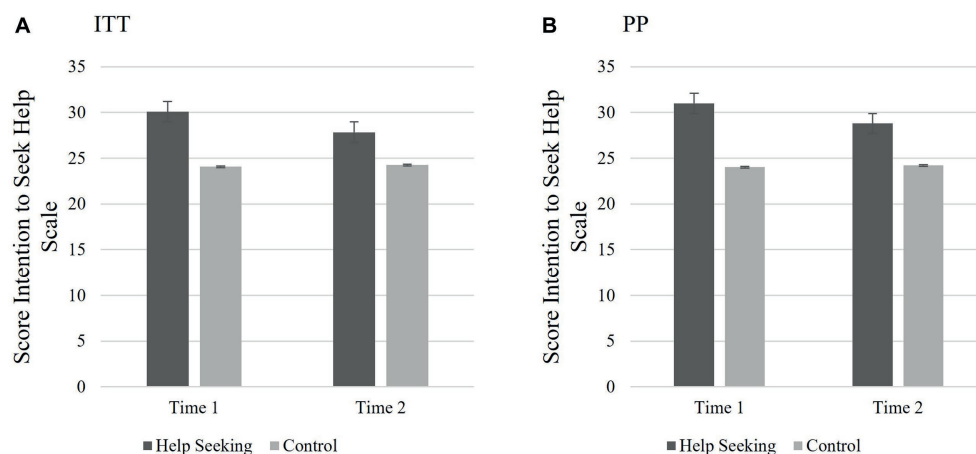 A ITT
Score Intention to Seek Help
Scale
35
30
25
20
15
10
5
0
Time 1 Time 2
Help Seeking Control
B PP
Score Intention to Seek Help
Scale
35
30
25
20
15
10
5
0
Time 1 Time 2
Help Seeking Control